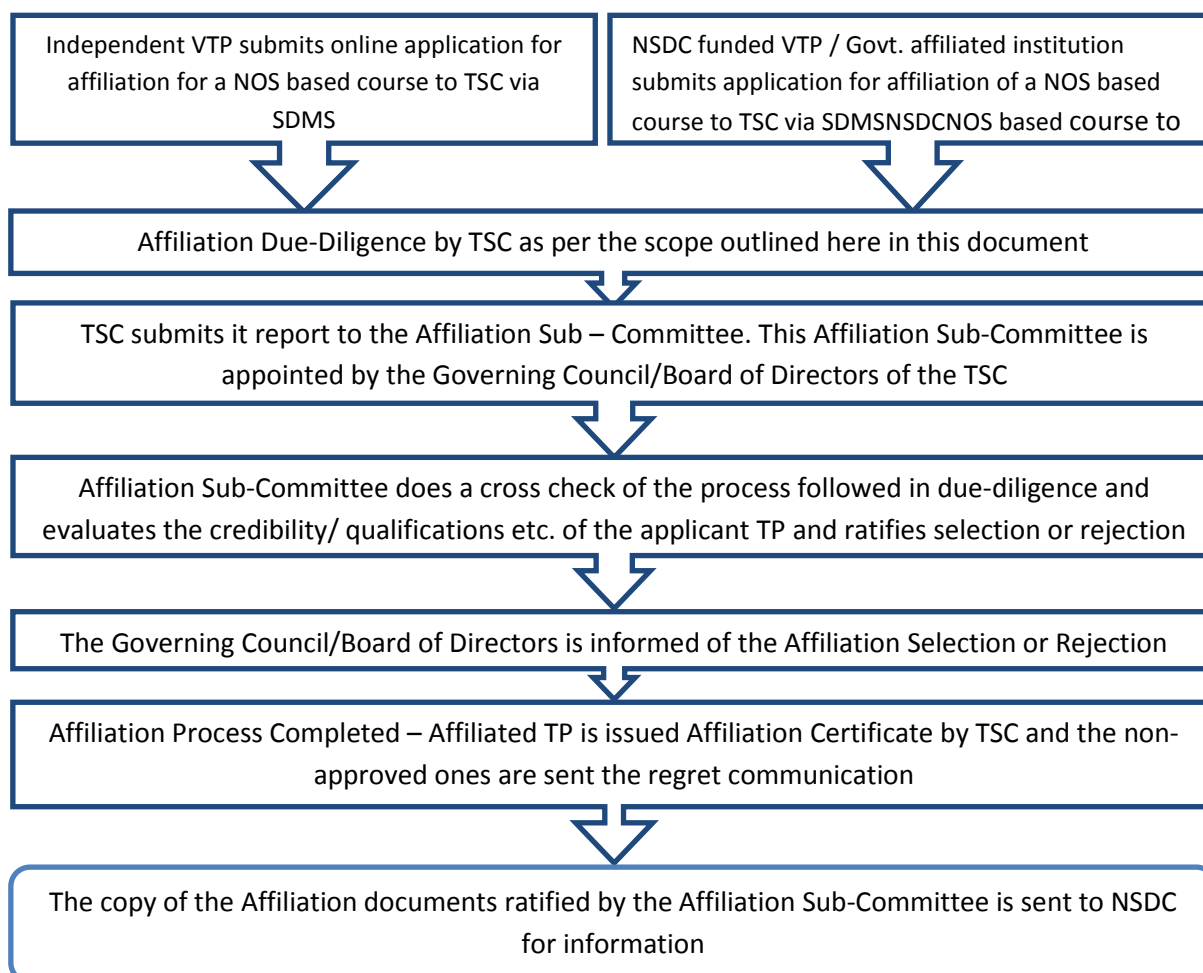 Independent VTP submits online application for
affiliation for a NOS based course to TSC via
SDMS
NSDC funded VTP / Govt. affiliated institution
submits application for affiliation of a NOS based
course to TSC via SDMSNSDCNOS based course to
Affiliation Due-Diligence by TSC as per the scope outlined here in this document
TSC submits it report to the Affiliation Sub – Committee. This Affiliation Sub-Committee is
appointed by the Governing Council/Board of Directors of the TSC
Affiliation Sub-Committee does a cross check of the process followed in due-diligence and
evaluates the credibility/ qualifications etc. of the applicant TP and ratifies selection or rejection
The Governing Council/Board of Directors is informed of the Affiliation Selection or Rejection
Affiliation Process Completed – Affiliated TP is issued Affiliation Certificate by TSC and the non-
approved ones are sent the regret communication
The copy of the Affiliation documents ratified by the Affiliation Sub-Committee is sent to NSDC
for information